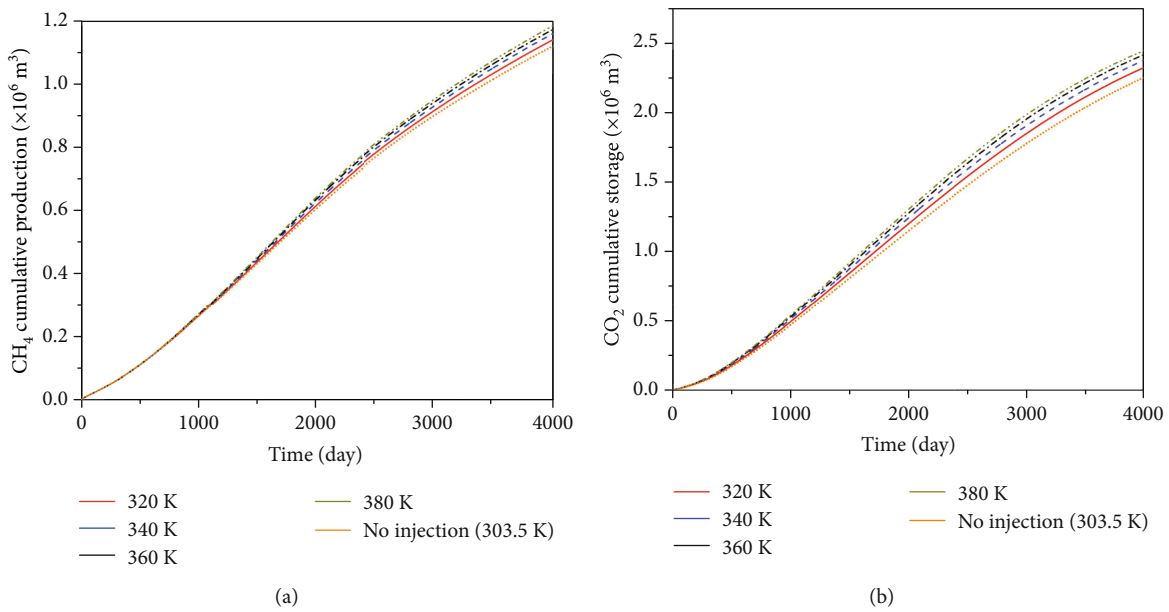 CH4 cumulative production (×10^6 m^3)
1.2
1.0
0.8
0.6
0.4
0.2
0.0
0
1000
2000
3000
4000
Time (day)
320 K
340 K
360 K
380 K
No injection (303.5 K)
(a)
CO2 cumulative storage (×10^6 m^3)
2.5
2.0
1.5
1.0
0.5
0.0
0
1000
2000
3000
4000
Time (day)
320 K
340 K
360 K
380 K
No injection (303.5 K)
(b)